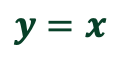 y = x